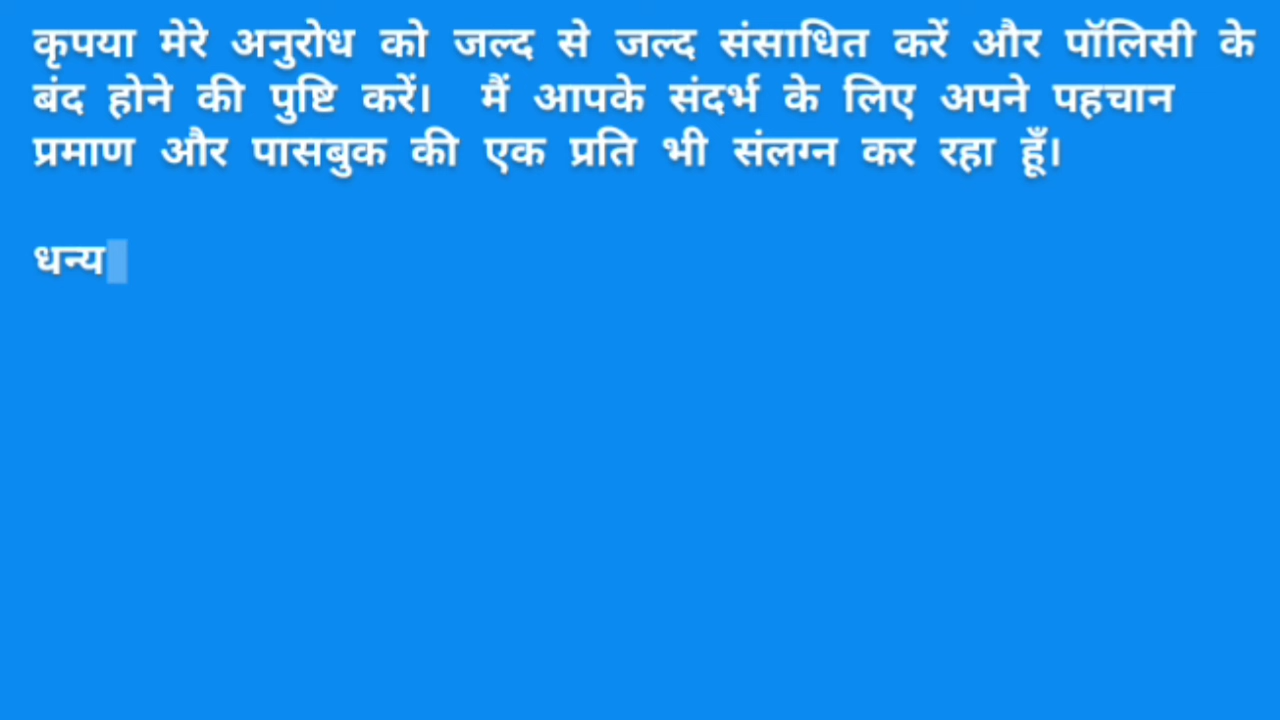 कृपया मेरे अनुरोध को जल्द से जल्द संसाधित करें और पॉलिसी के
बंद होने की पुष्टि करें। मैं आपके संदर्भ के लिए अपने पहचान
प्रमाण और पासबुक की एक प्रति भी संलग्न कर रहा हूँ।
धन्य